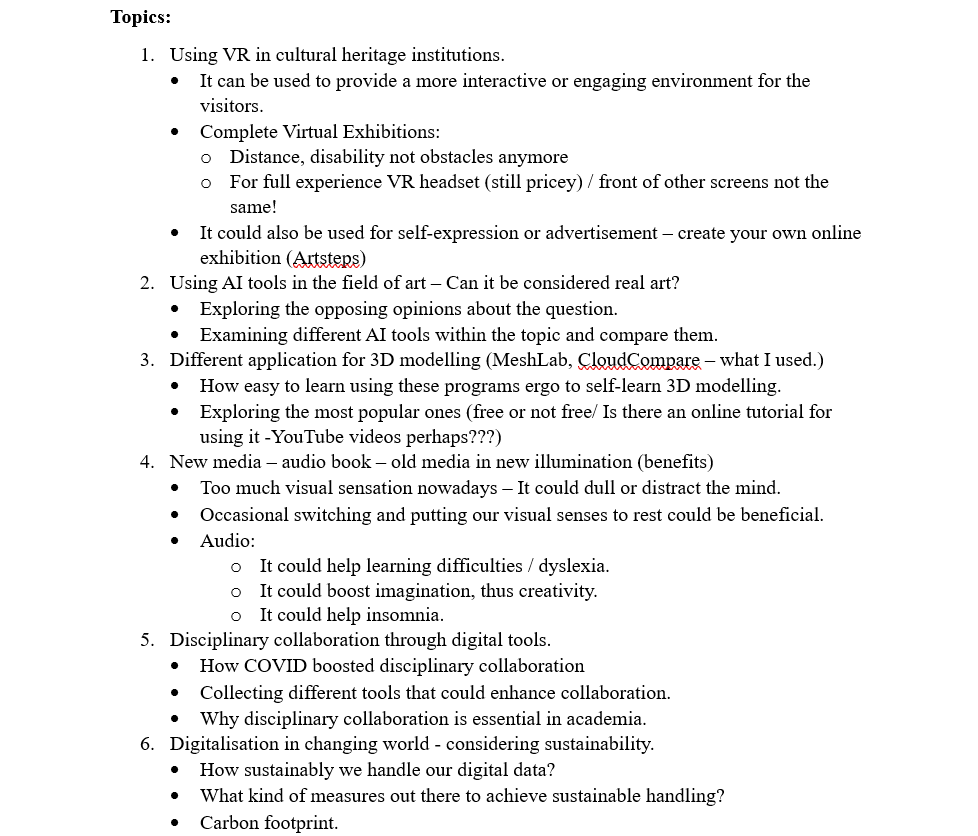 Topics:
1. Using VR in cultural heritage institutions.
• It can be used to provide a more interactive or engaging environment for the
visitors.
• Complete Virtual Exhibitions:
o Distance, disability not obstacles anymore
o For full experience VR headset (still pricey) / front of other screens not the
same!
• It could also be used for self-expression or advertisement – create your own online
exhibition (Artsteps)
2. Using AI tools in the field of art – Can it be considered real art?
• Exploring the opposing opinions about the question.
• Examining different AI tools within the topic and compare them.
3. Different application for 3D modelling (MeshLab, CloudCompare – what I used.)
• How easy to learn using these programs ergo to self-learn 3D modelling.
• Exploring the most popular ones (free or not free/ Is there an online tutorial for
using it -YouTube videos perhaps???)
4. New media – audio book – old media in new illumination (benefits)
• Too much visual sensation nowadays – It could dull or distract the mind.
• Occasional switching and putting our visual senses to rest could be beneficial.
• Audio:
o It could help learning difficulties / dyslexia.
o It could boost imagination, thus creativity.
o It could help insomnia.
5. Disciplinary collaboration through digital tools.
• How COVID boosted disciplinary collaboration
• Collecting different tools that could enhance collaboration.
• Why disciplinary collaboration is essential in academia.
6. Digitalisation in changing world - considering sustainability.
• How sustainably we handle our digital data?
• What kind of measures out there to achieve sustainable handling?
• Carbon footprint.